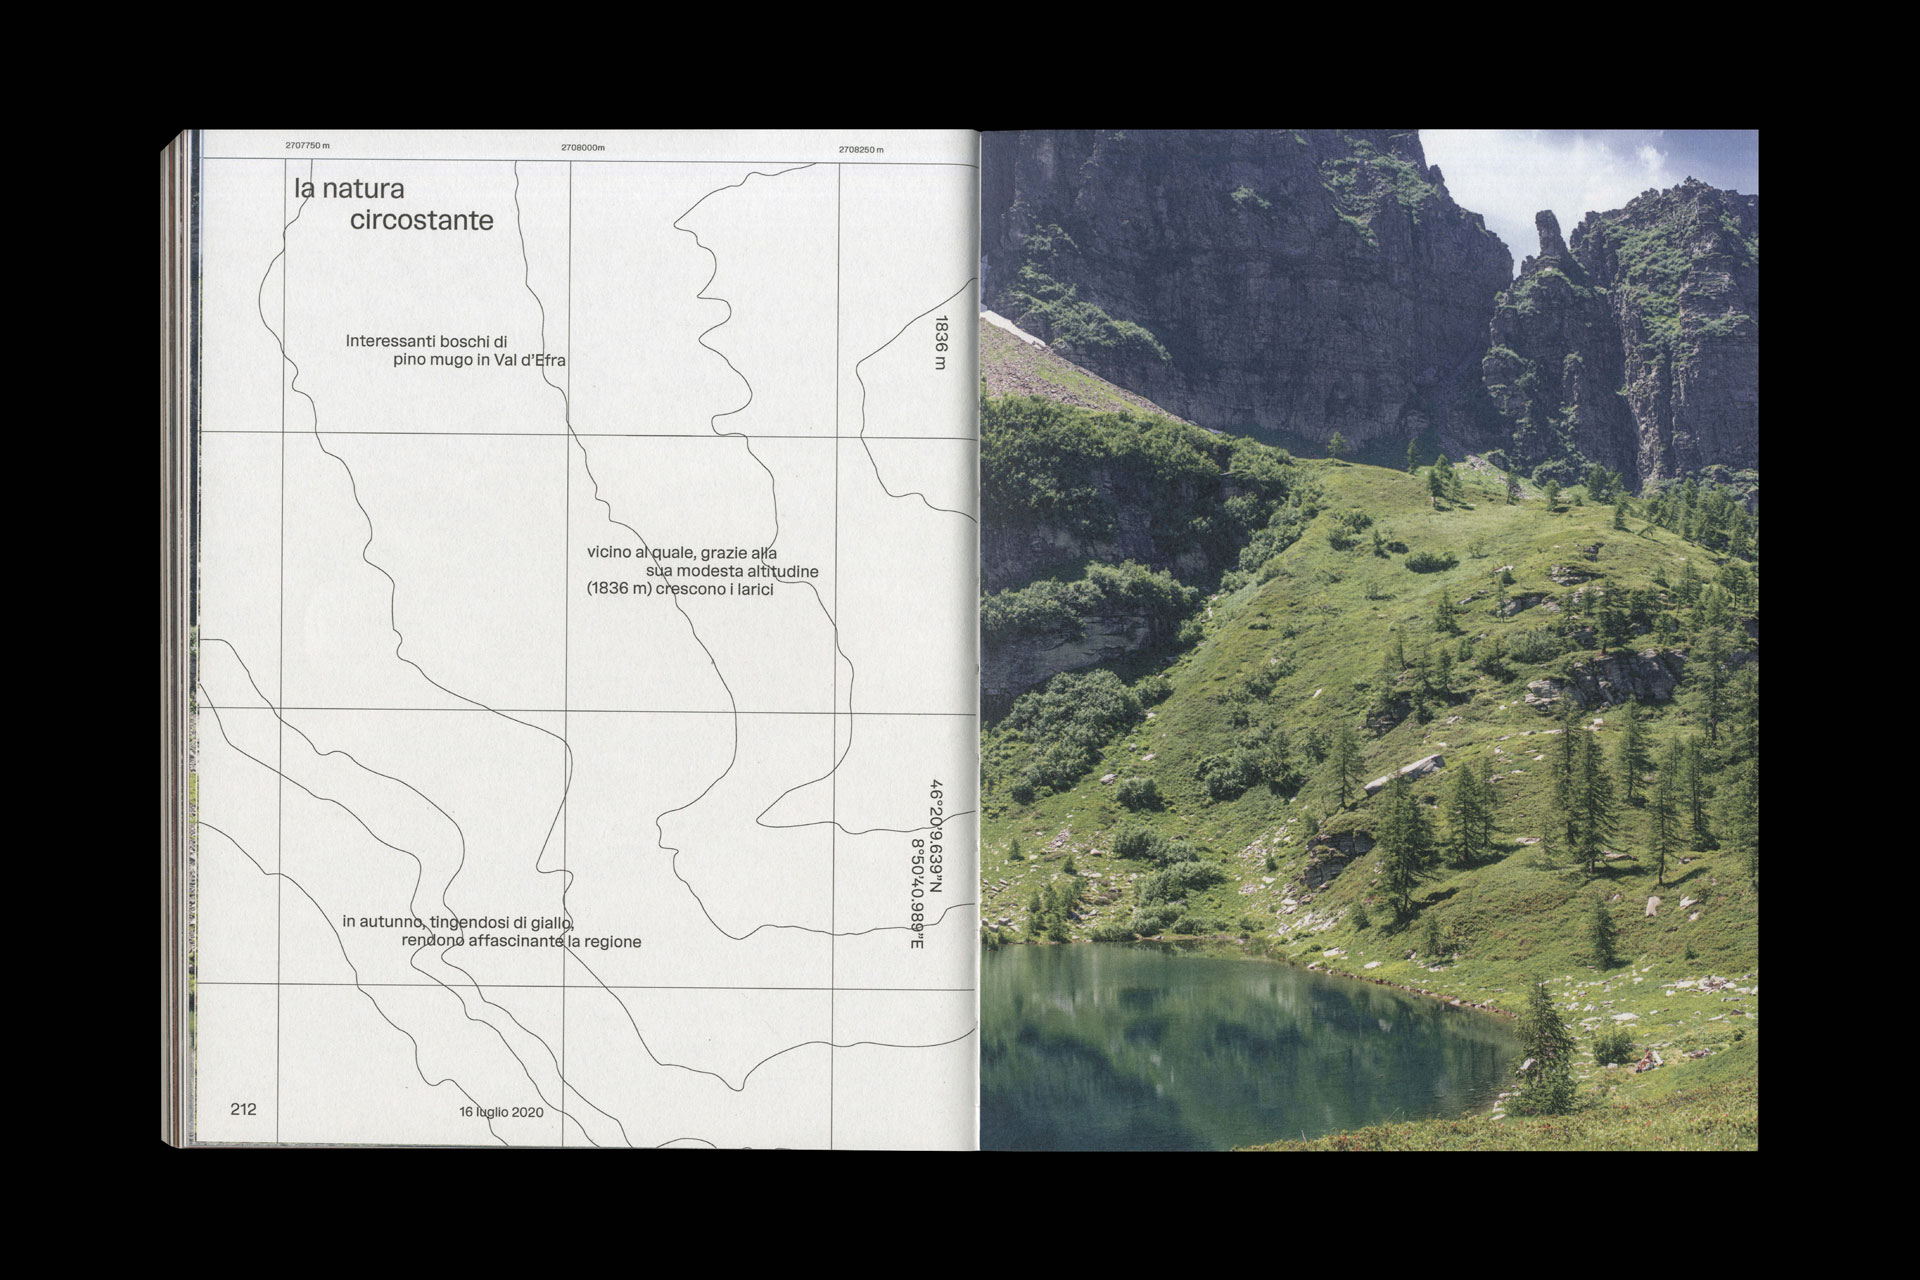 2707750 m
2708000m
2708250 m
la natura
circostante
1836 m
Interessanti boschi di
pino mugo in Val d'Efra
vicino al quale, grazie alla
sua modesta altitudine
(1836 m) crescono i larici
46°20'9.639"N
8°50'40.989"E
in autunno, tingendosi di giallo,
rendono affascinante la regione
212
16 luglio 2020